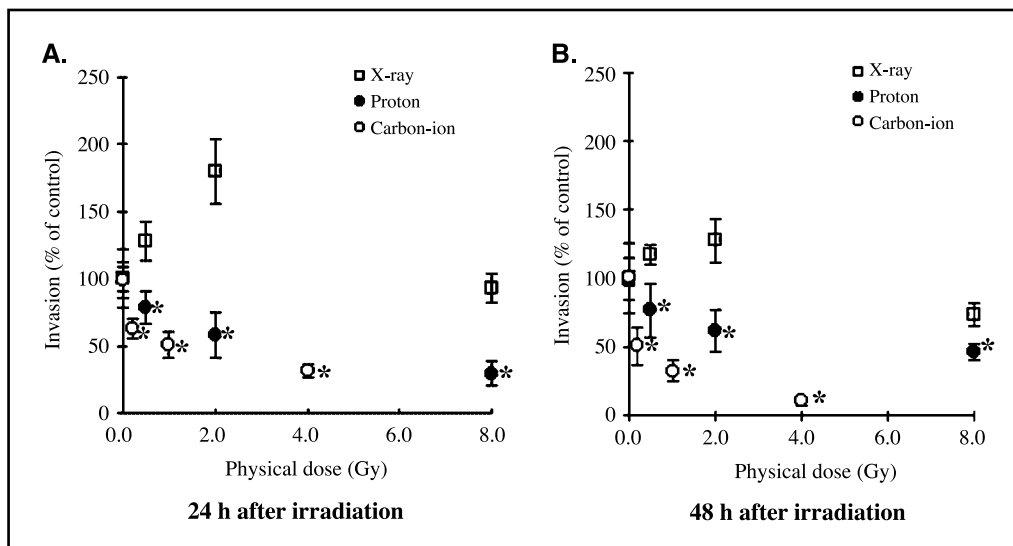 A.
X-ray
Proton
Carbon-ion
250
200
150
100
50
0
Invasion (% of control)
*
*
*
*
*
*
0.0
2.0
4.0
6.0
8.0
Physical dose (Gy)
24 h after irradiation
B.
X-ray
Proton
Carbon-ion
250
200
150
100
50
0
Invasion (% of control)
*
*
*
*
*
*
0.0
2.0
4.0
6.0
8.0
Physical dose (Gy)
48 h after irradiation